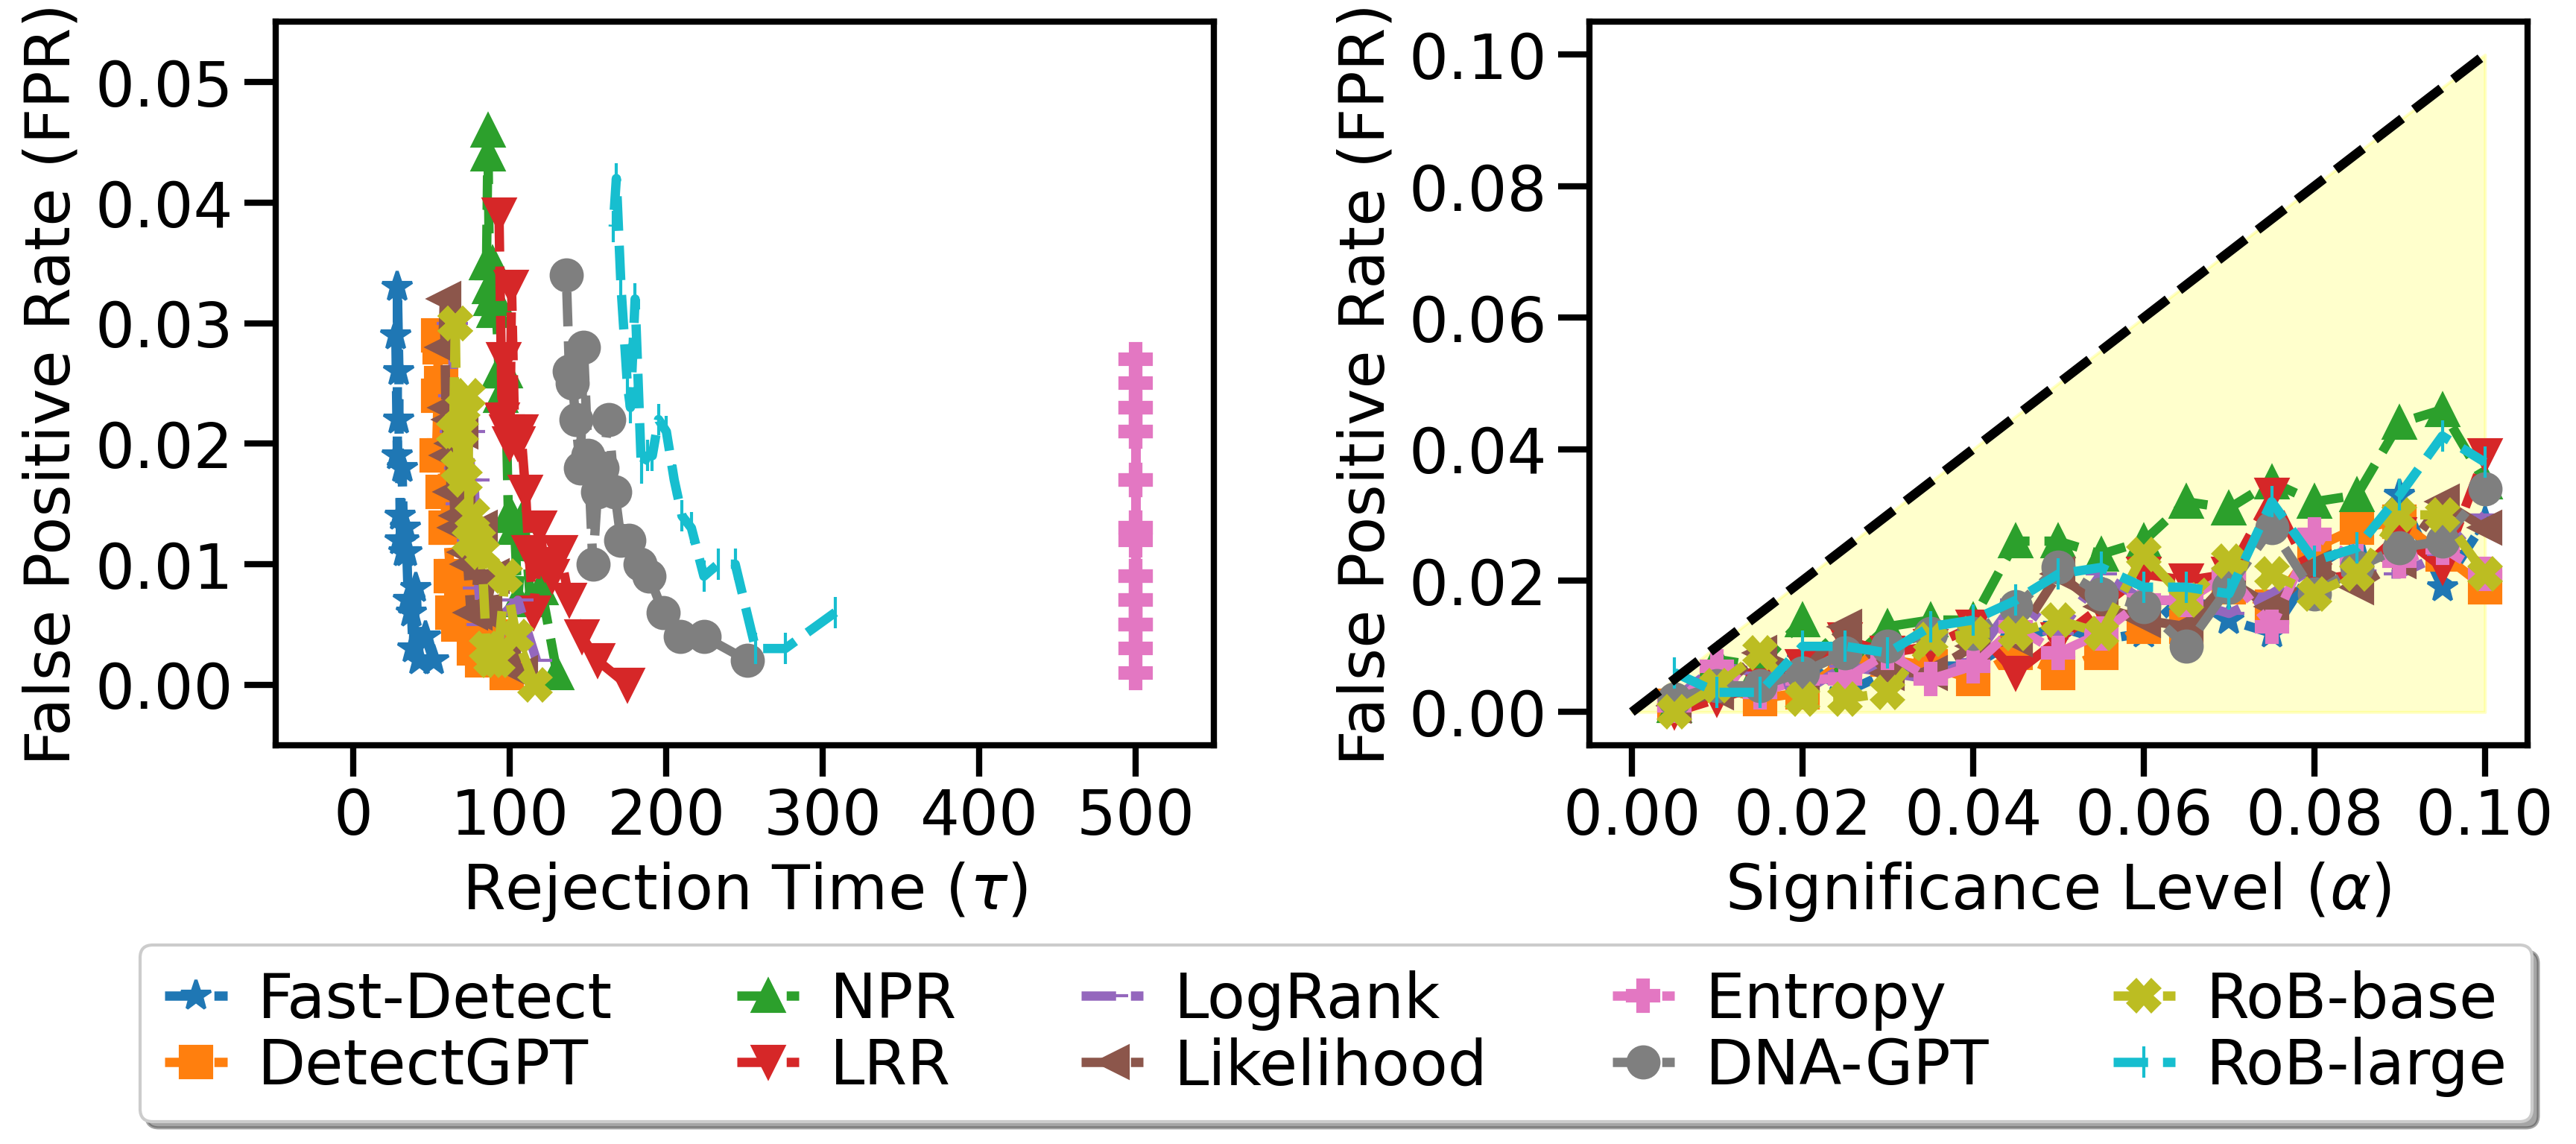 False Positive Rate (FPR)
0.05
0.04
0.03
0.02
0.01
0.00
0 100 200 300 400 500
Rejection Time (τ)
False Positive Rate (FPR)
0.10
0.08
0.06
0.04
0.02
0.00
0.00 0.02 0.04 0.06 0.08 0.10
Significance Level (α)
Fast-Detect NPR LogRank Entropy RoB-base
DetectGPT LRR Likelihood DNA-GPT RoB-large